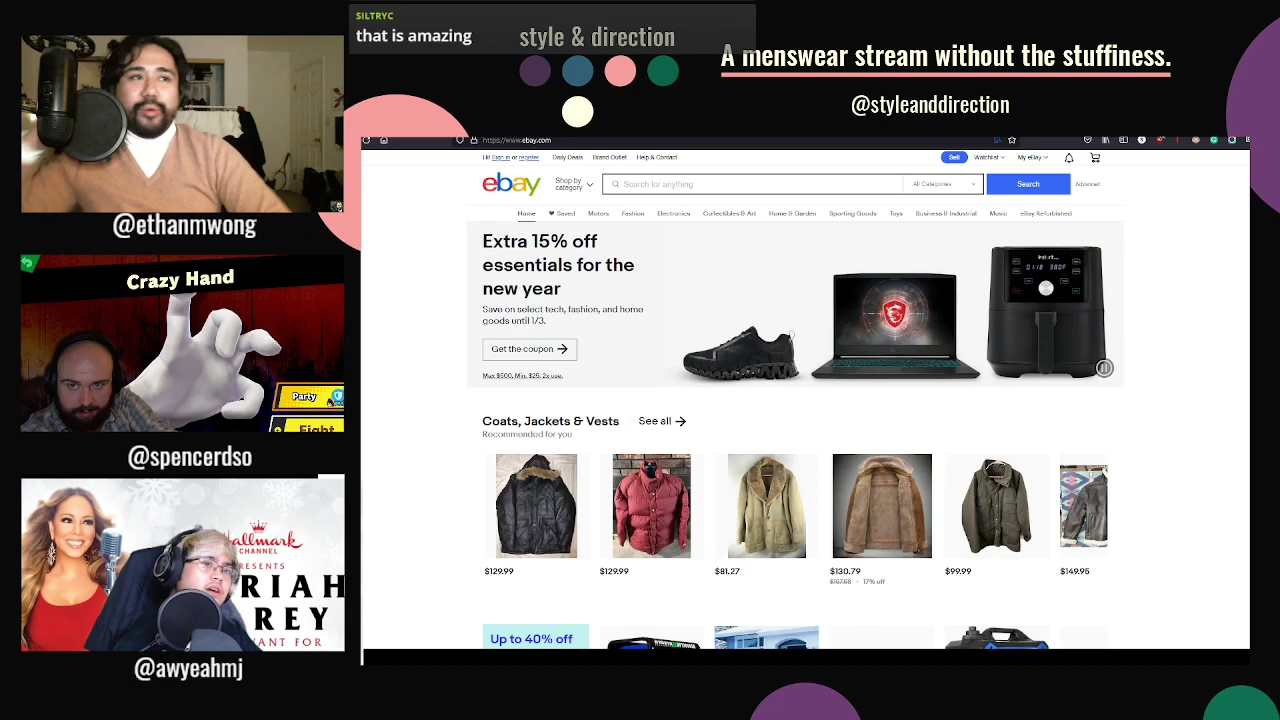 SILTRYC
that is amazing
style & direction
A menswear stream without the stuffiness.
@styleanddirection
@ethanmwong
Crazy Hand
Party
Fight
@spencerdso
allmark
CHANNEL
RESENTS
RIAH
REY
WANT FOR
@awyeahmj
https://www.ebay.com
Hi! Sign in or register
Daily Deals
Brand Outlet
Help & Contact
Sell
Watchlist
My eBay
ebay
Shop by category
Search for anything
All Categories
Search
Advanced
Home
Saved
Motors
Fashion
Electronics
Collectibles & Art
Home & Garden
Sporting Goods
Toys
Business & Industrial
Music
eBay Refurbished
Extra 15% off
essentials for the
new year
Save on select tech, fashion, and home
goods until 1/3.
Get the coupon
Max $500, Min. $25, 2x use.
Coats, Jackets & Vests
See all
Recommended for you
$129.99
$129.99
$81.27
$130.79
$157.58 · 17% off
$99.99
$149.95
Up to 40% off